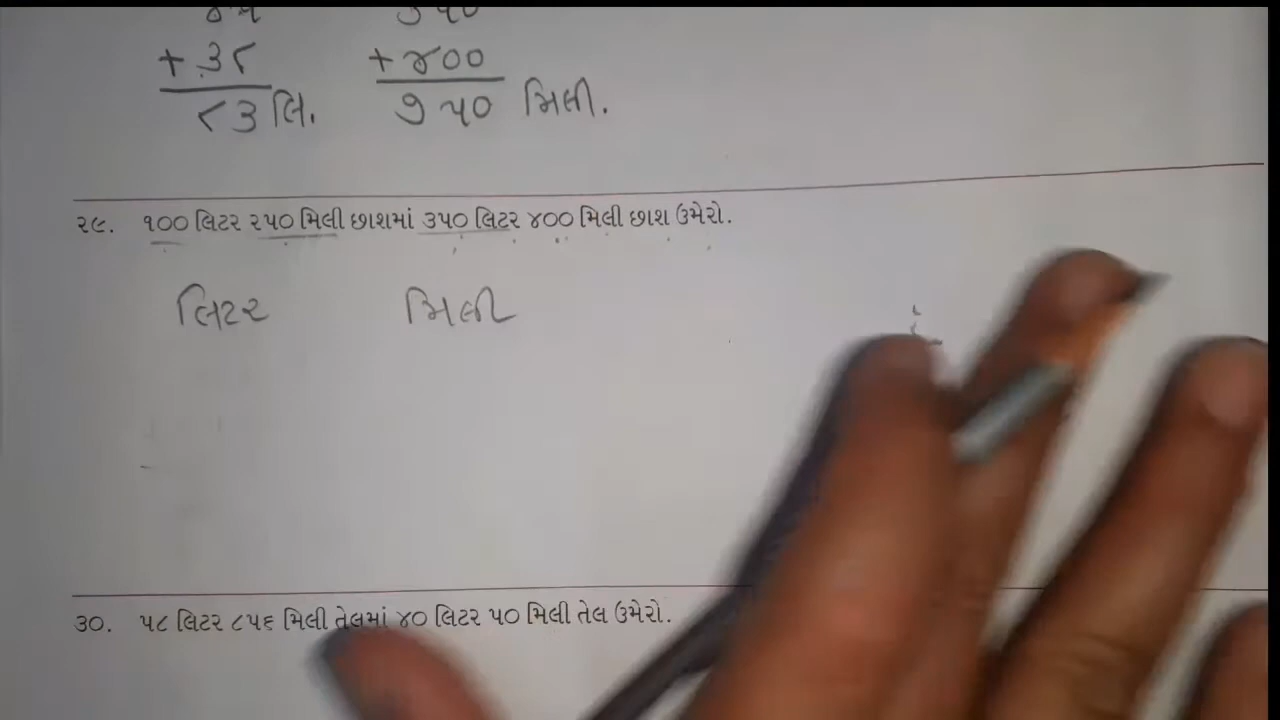 + ૩૮ + ૪૦૦
૮૩ લિ. ૭૫૦ મિલી.
૨૯. ૧૦૦ લિટર ૨૫૦ મિલી છાશમાં ૩૫૦ લિટર ૪૦૦ મિલી છાશ ઉમેરો.
લિટર મિલી
૩૦. ૫૮ લિટર ૮૫૬ મિલી તેલમાં ૪૦ લિટર ૫૦ મિલી તેલ ઉમેરો.